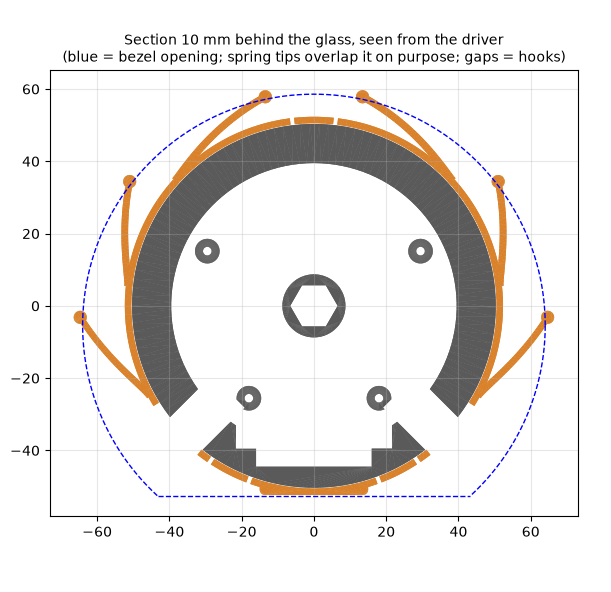 Section 10 mm behind the glass, seen from the driver
(blue = bezel opening; spring tips overlap it on purpose; gaps = hooks)
60
40
20
0
−20
−40
−60 −40 −20 0 20 40 60